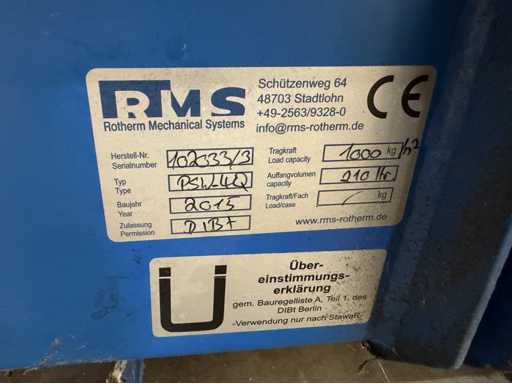 RMS
Rotherm Mechanical Systems
Schützenweg 64
48703 Stadtlohn
+49-2563/9328-0
info@rms-rotherm.de
CE
Herstell-Nr. 102333/3
Serialnumber
Typ
Type
Baujahr 2015
Year
Zulassung DIBt
Permission
Tragkraft 1000 kg/m2
Load capacity
Auffangvolumen 210 ltr.
capacity
Tragkraft/Fach / kg
Load/case
www.rms-rotherm.de
Ü
Über-
einstimmungs-
erklärung
gem. Bauregelliste A, Teil 1, des
DIBt Berlin
-Verwendung nur nach StawaR-